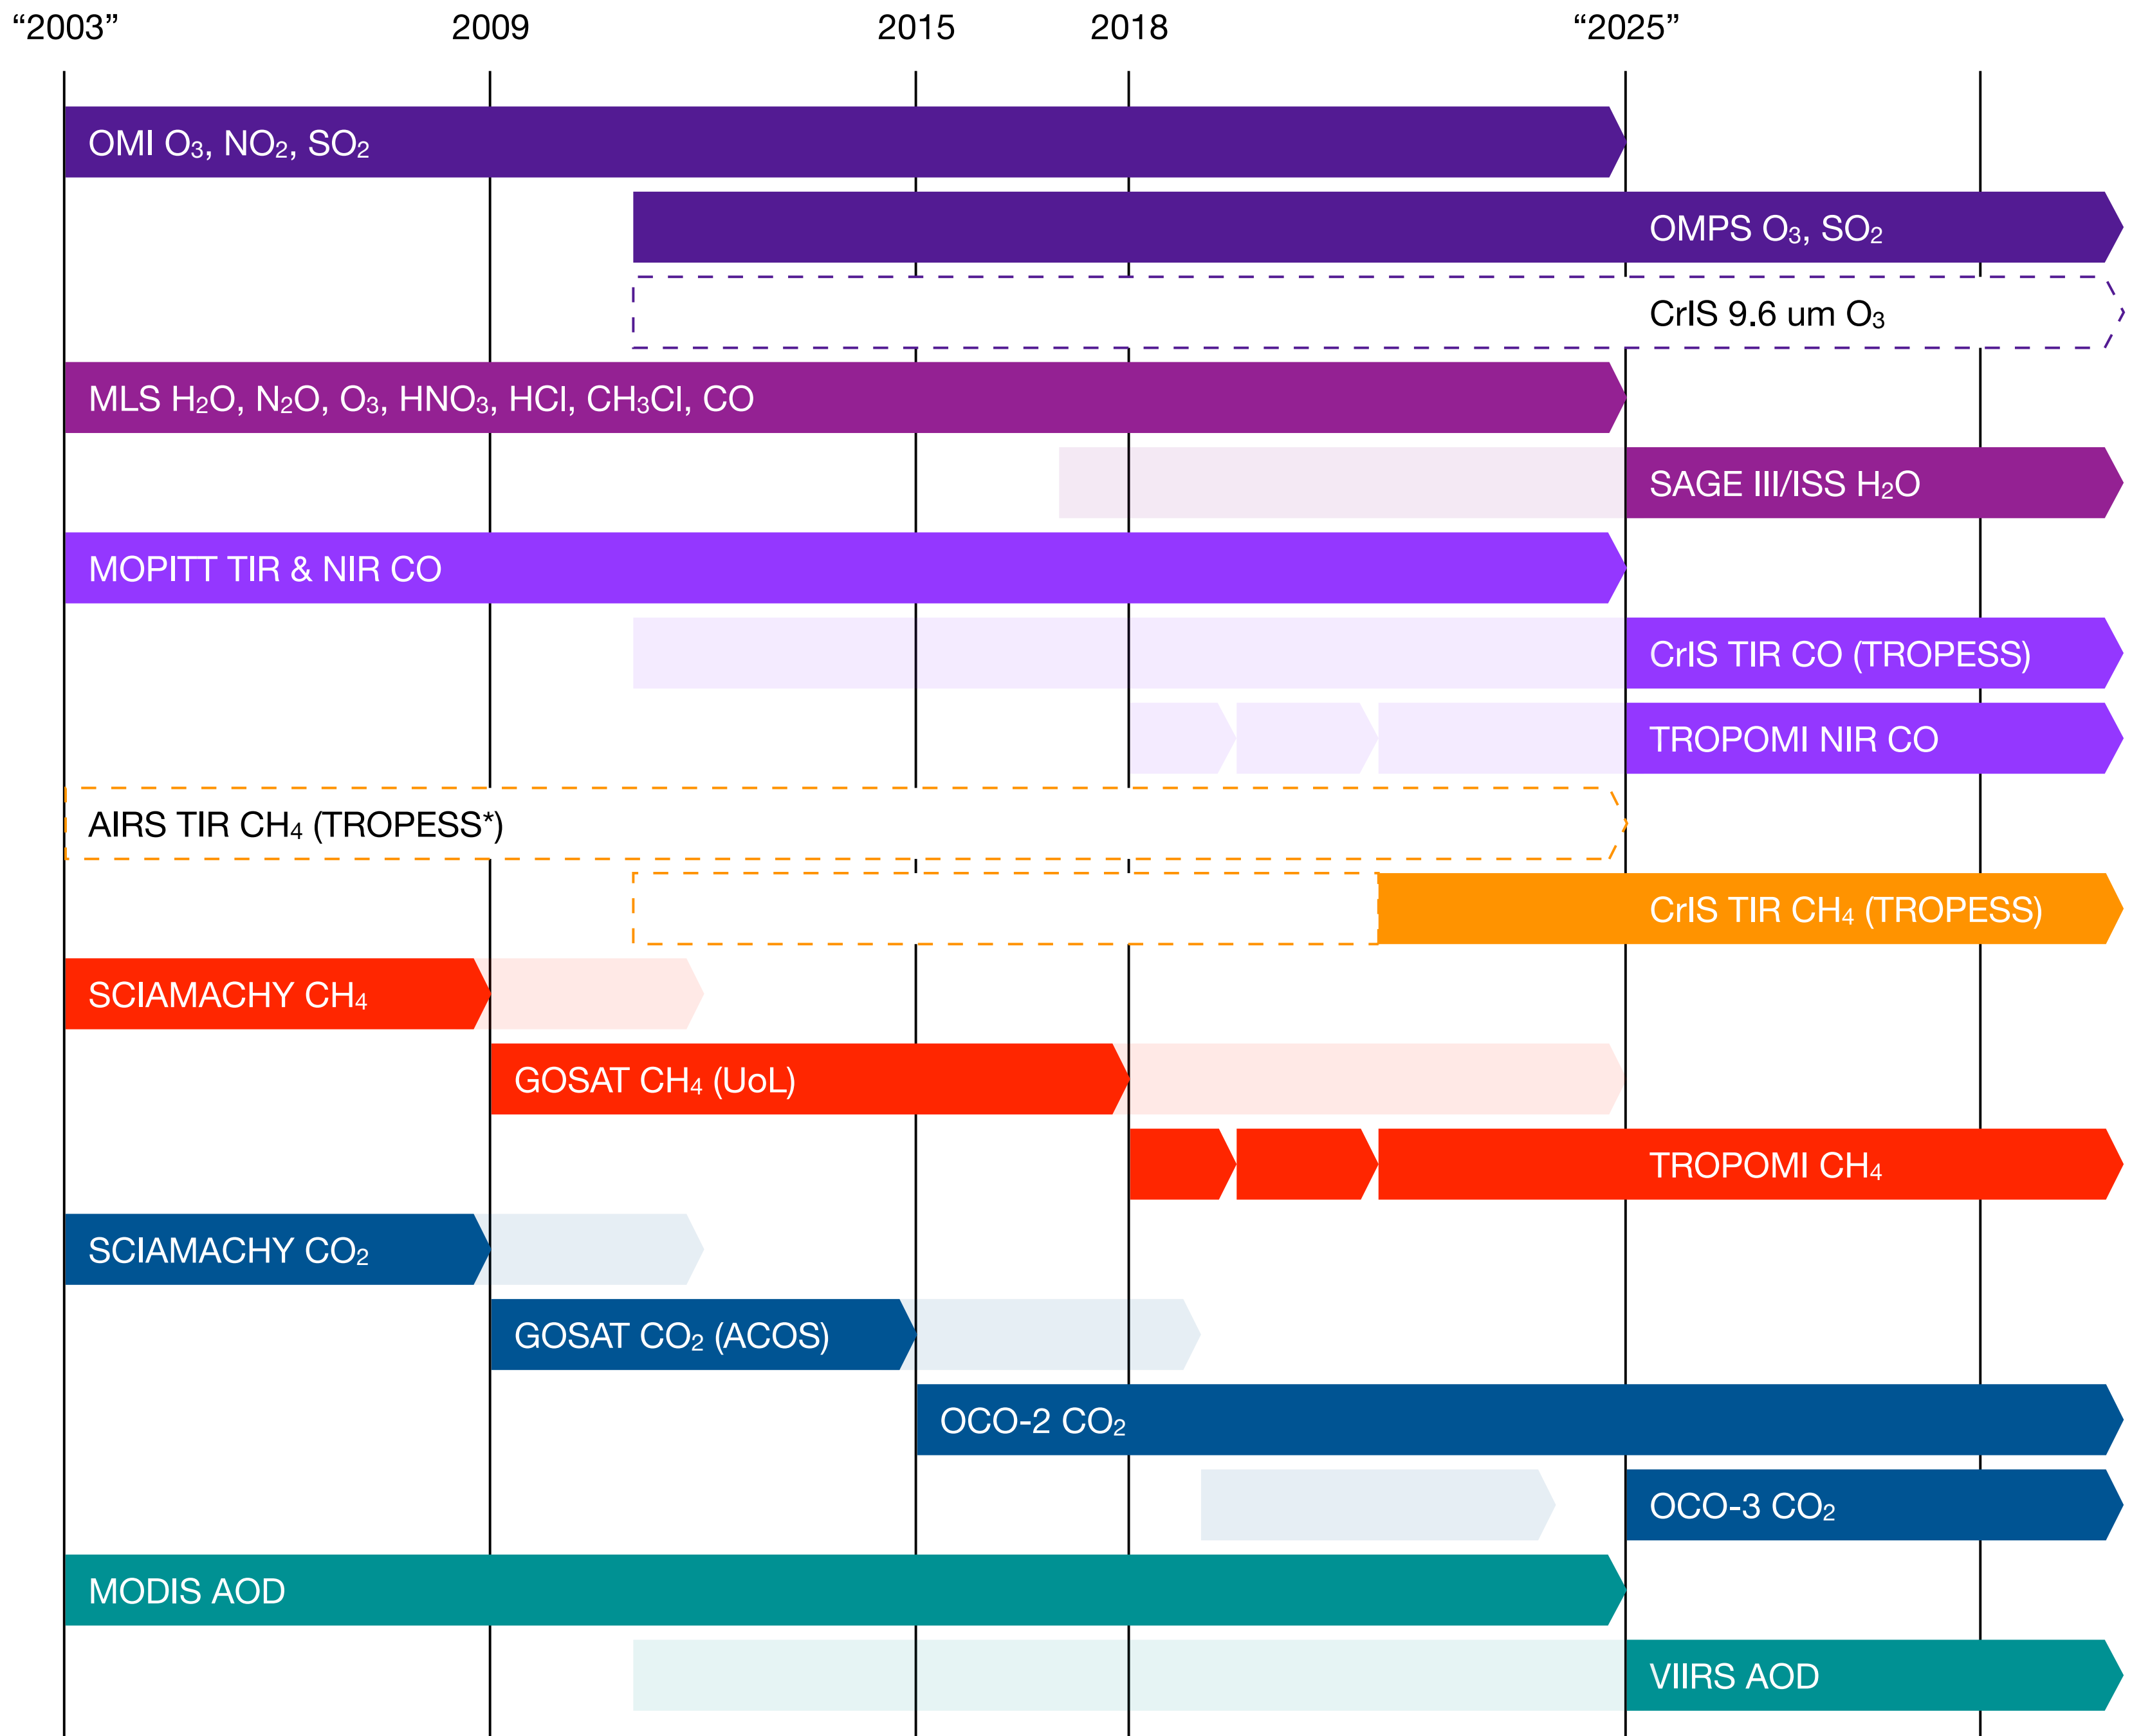 “2003” 2009 2015 2018 “2025”
OMI O₃, NO₂, SO₂
OMPS O₃, SO₂
CrIS 9.6 um O₃
MLS H₂O, N₂O, O₃, HNO₃, HCl, CH₃Cl, CO
SAGE III/ISS H₂O
MOPITT TIR & NIR CO
CrIS TIR CO (TROPESS)
TROPOMI NIR CO
AIRS TIR CH₄ (TROPESS*)
CrIS TIR CH₄ (TROPESS)
SCIAMACHY CH₄
GOSAT CH₄ (UoL)
TROPOMI CH₄
SCIAMACHY CO₂
GOSAT CO₂ (ACOS)
OCO-2 CO₂
OCO-3 CO₂
MODIS AOD
VIIRS AOD